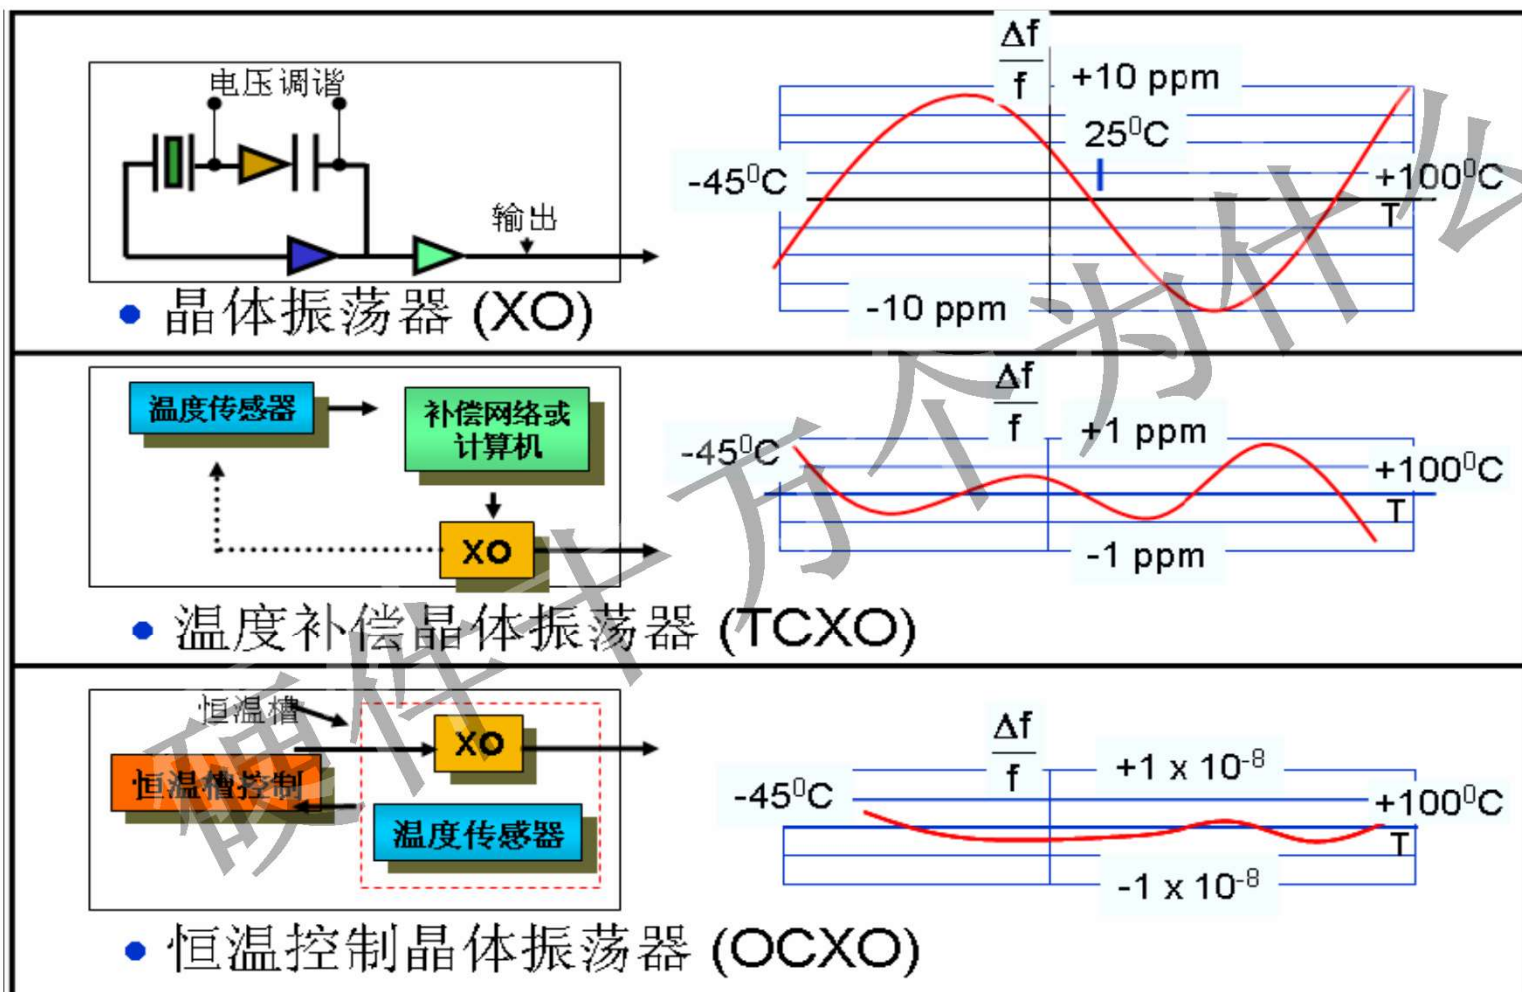 电压调谐
输出
• 晶体振荡器 (XO)
Δf
f
+10 ppm
25⁰C
-45⁰C
+100⁰C
T
-10 ppm
温度传感器
补偿网络或
计算机
XO
• 温度补偿晶体振荡器 (TCXO)
Δf
f
+1 ppm
-45⁰C
+100⁰C
T
-1 ppm
恒温槽
XO
恒温槽控制
温度传感器
• 恒温控制晶体振荡器 (OCXO)
Δf
f
+1 x 10⁻⁸
-45⁰C
+100⁰C
T
-1 x 10⁻⁸
硬件十万个为什么